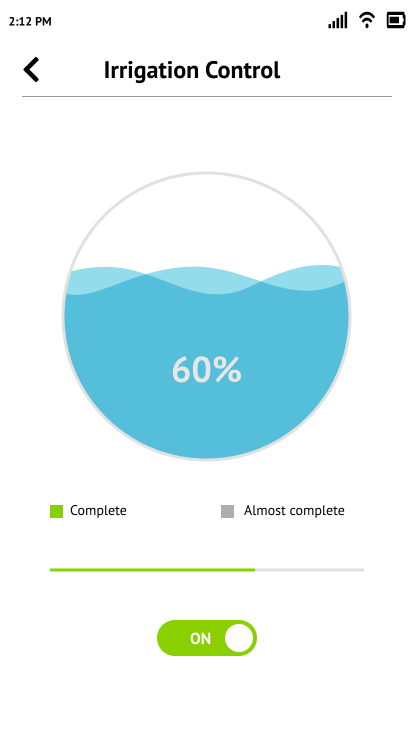 2:12 PM
Irrigation Control
60%
Complete
Almost complete
ON